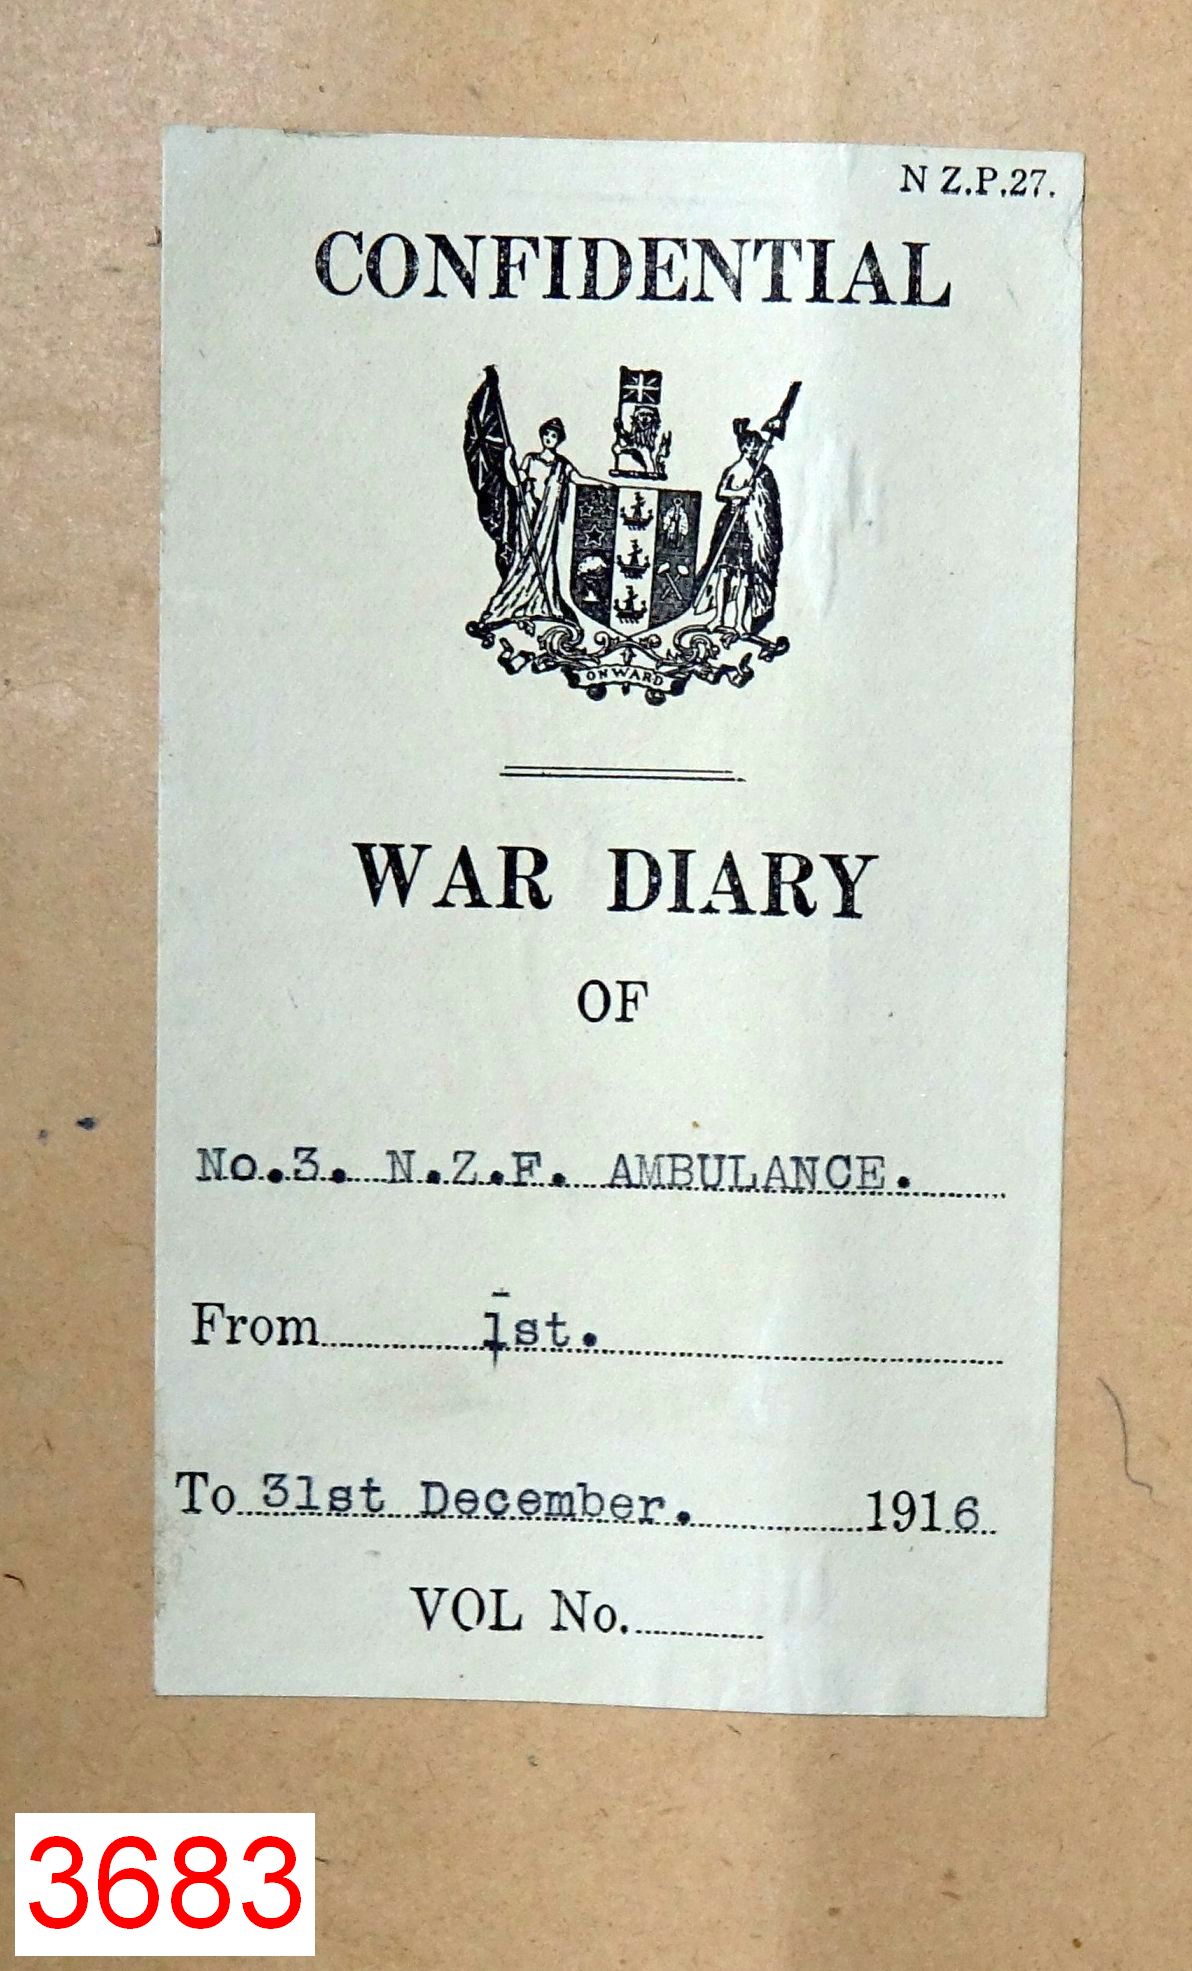 N Z.P.27.
CONFIDENTIAL
ONWARD
WAR DIARY
OF
No.3. N.Z.F. AMBULANCE.
From 1st.
To 31st December. 1916
VOL No.
3683